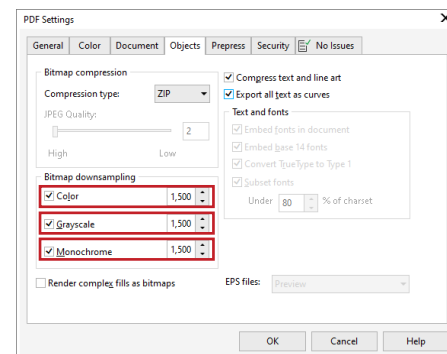 PDF Settings
General Color Document Objects Prepress Security No Issues
Bitmap compression
Compression type: ZIP
JPEG Quality:
2
High Low
Bitmap downsampling
Color 1,500
Grayscale 1,500
Monochrome 1,500
Render complex fills as bitmaps
Compress text and line art
Export all text as curves
Text and fonts
Embed fonts in document
Embed base 14 fonts
Convert TrueType to Type 1
Subset fonts
Under 80 % of charset
EPS files: Preview
OK Cancel Help